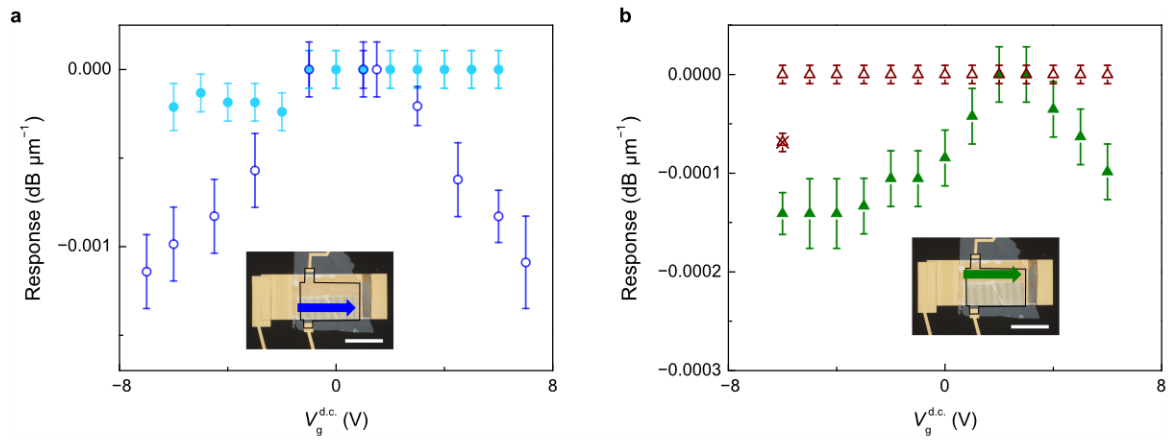 a
Response (dB μm⁻¹)
0.000
−0.001
−8
0
8
V_g^d.c. (V)
b
Response (dB μm⁻¹)
0.0000
−0.0001
−0.0002
−0.0003
−8
0
8
V_g^d.c. (V)